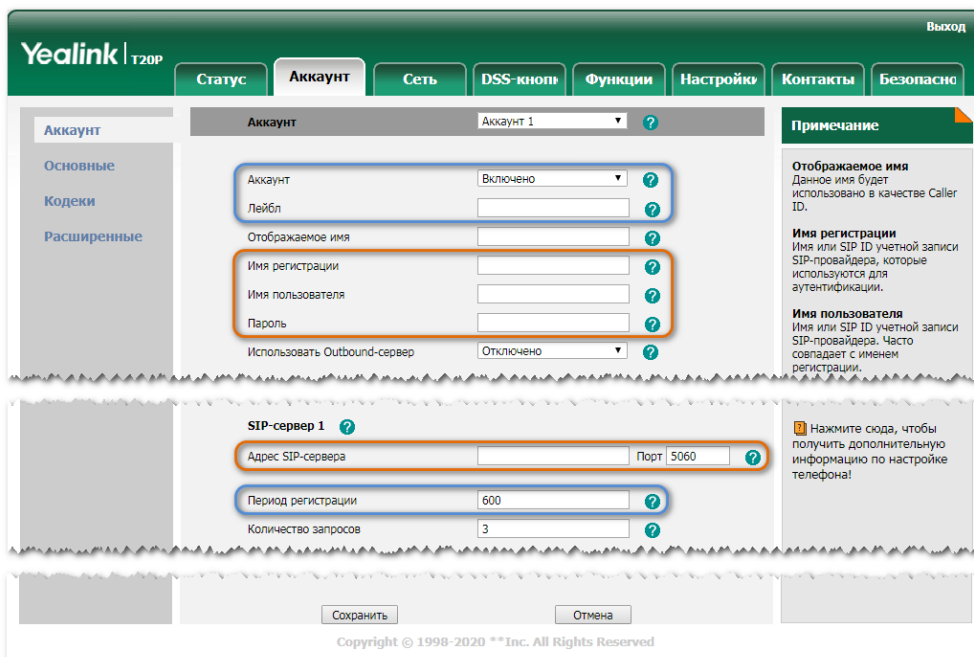 Выход
Yealink | T20P
Статус Аккаунт Сеть DSS-кнопк Функции Настройки Контакты Безопасно
Аккаунт
Основные
Кодеки
Расширенные
Аккаунт Аккаунт 1
Аккаунт Включено
Лейбл
Отображаемое имя
Имя регистрации
Имя пользователя
Пароль
Использовать Outbound-сервер Отключено
SIP-сервер 1
Адрес SIP-сервера Порт 5060
Период регистрации 600
Количество запросов 3
Сохранить Отмена
Примечание
Отображаемое имя
Данное имя будет
использовано в качестве Caller
ID.
Имя регистрации
Имя или SIP ID учетной записи
SIP-провайдера, которые
используются для
аутентификации.
Имя пользователя
Имя или SIP ID учетной записи
SIP-провайдера. Часто
совпадает с именем
регистрации.
Нажмите сюда, чтобы
получить дополнительную
информацию по настройке
телефона!
Copyright © 1998-2020 **Inc. All Rights Reserved